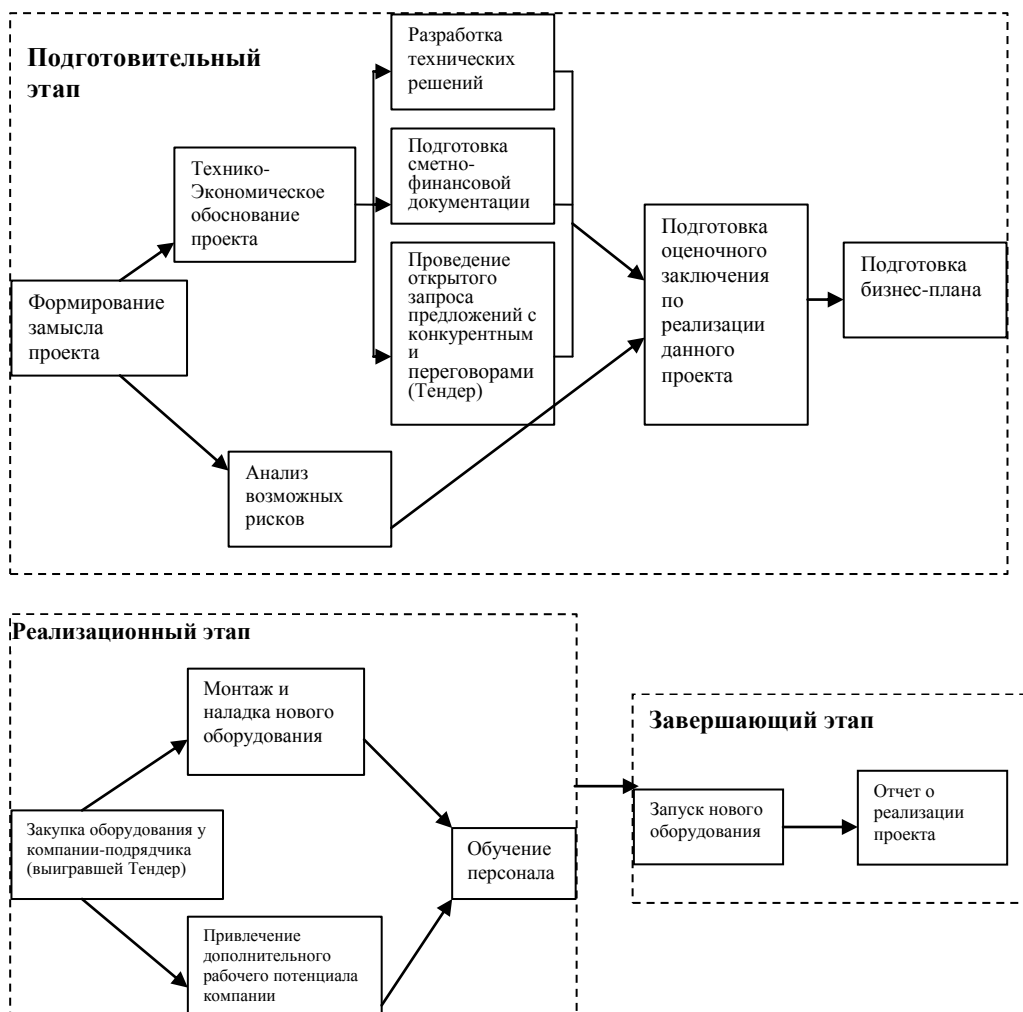 Подготовительный
этап
Разработка
технических
решений
Технико-
Экономическое
обоснование
проекта
Подготовка
сметно-
финансовой
документации
Проведение
открытого
запроса
предложений с
конкурентным
и
переговорами
(Тендер)
Формирование
замысла
проекта
Анализ
возможных
рисков
Подготовка
оценочного
заключения
по
реализации
данного
проекта
Подготовка
бизнес-плана
Реализационный этап
Монтаж и
наладка нового
оборудования
Закупка оборудования у
компании-подрядчика
(выигравшей Тендер)
Привлечение
дополнительного
рабочего потенциала
компании
Обучение
персонала
Завершающий этап
Запуск нового
оборудования
Отчет о
реализации
проекта